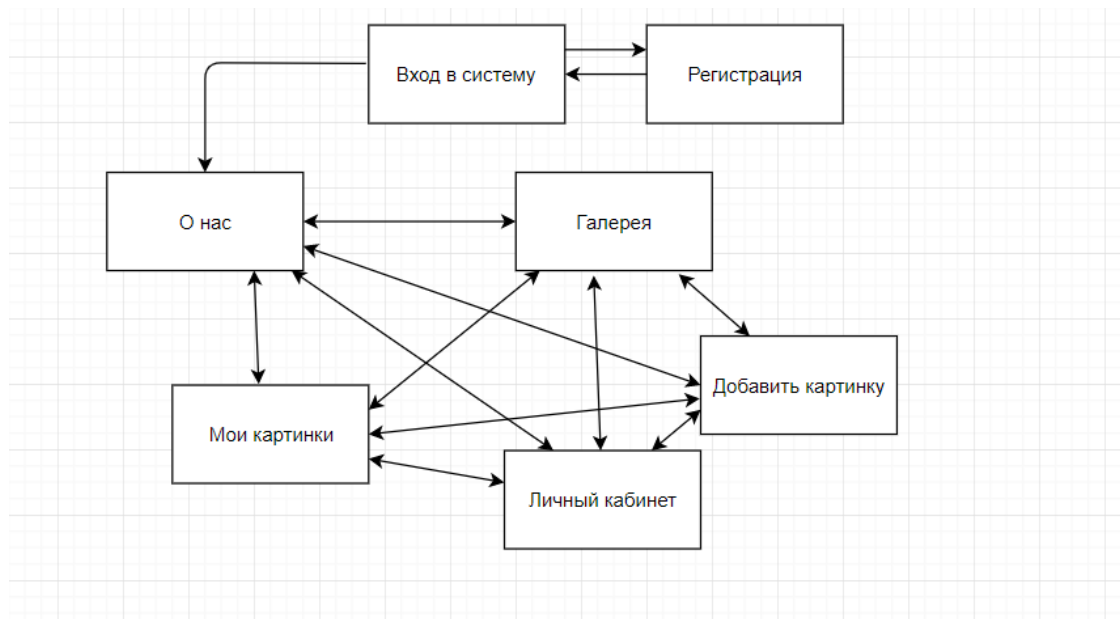 Вход в систему
Регистрация
О нас
Галерея
Добавить картинку
Мои картинки
Личный кабинет